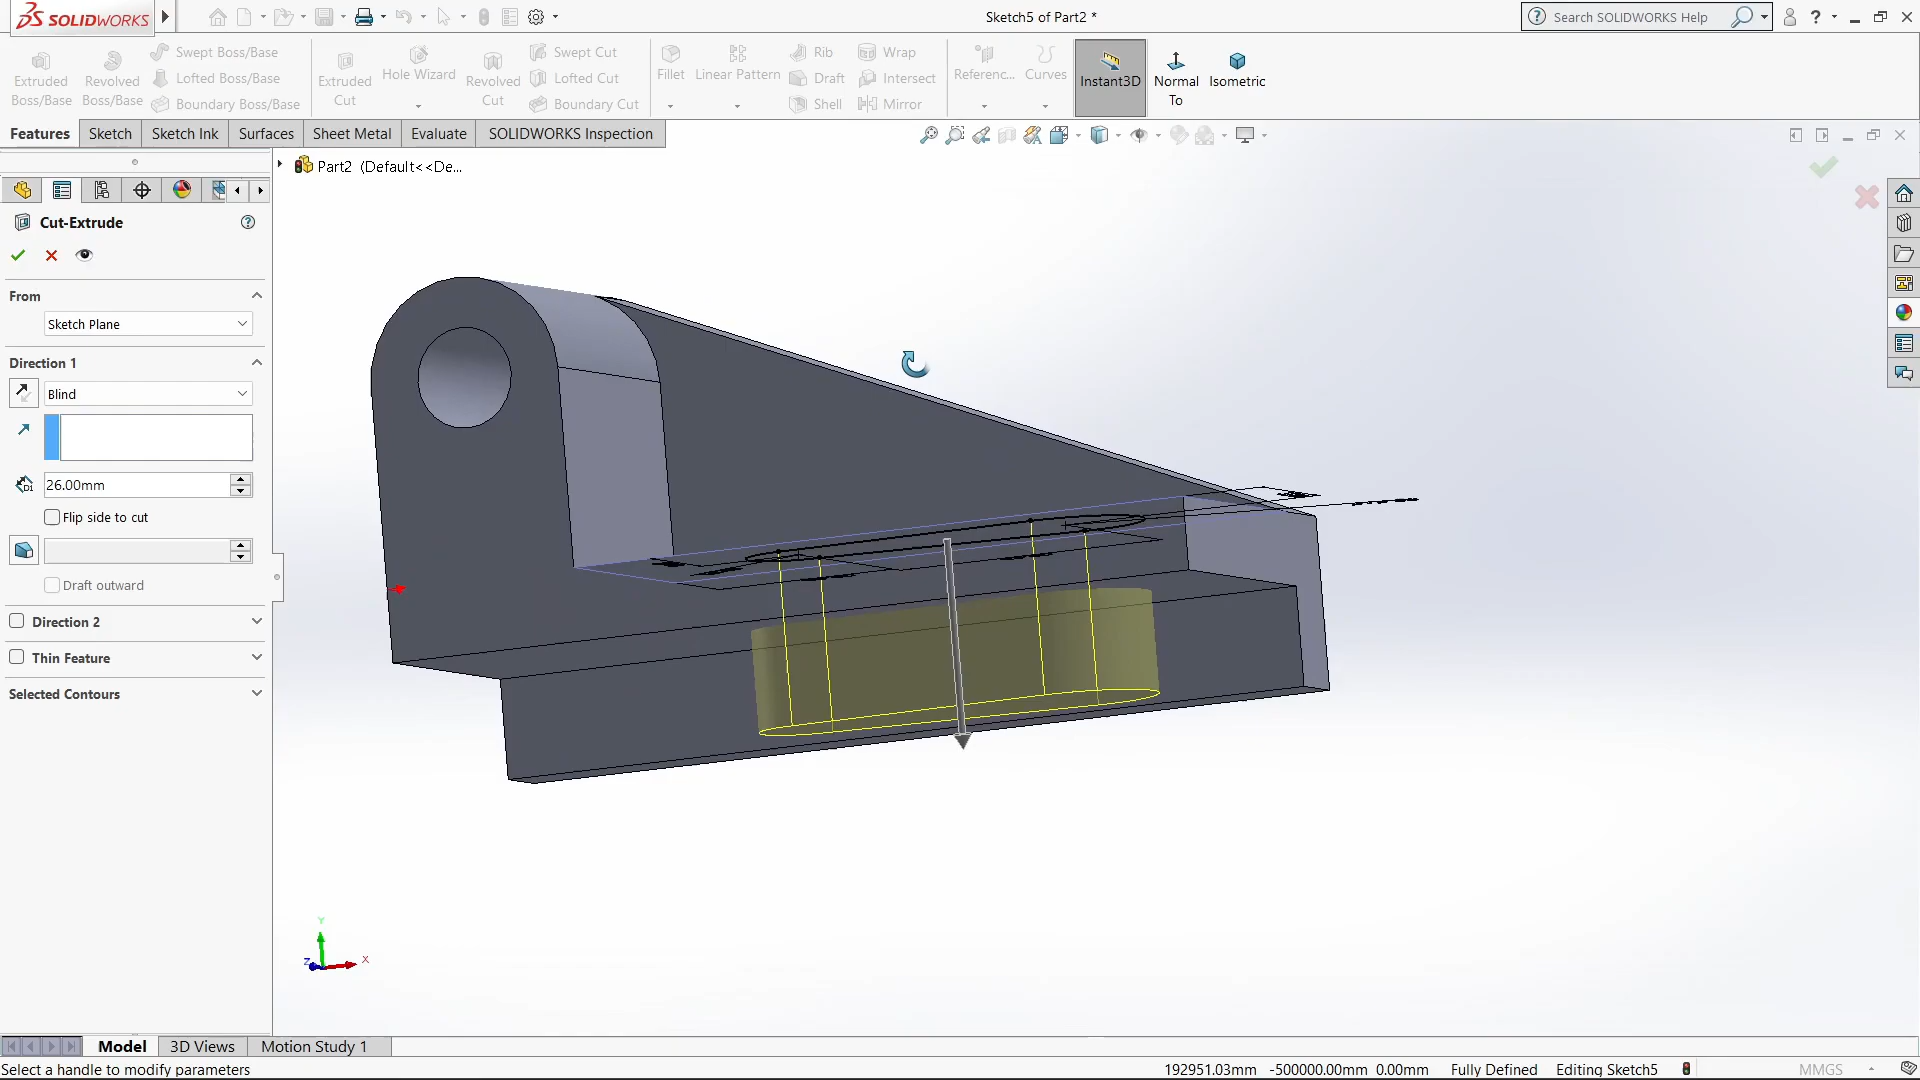 SOLIDWORKS
Sketch5 of Part2 *
Search SOLIDWORKS Help
Extruded Boss/Base
Revolved Boss/Base
Swept Boss/Base
Lofted Boss/Base
Boundary Boss/Base
Extruded Cut
Hole Wizard
Revolved Cut
Swept Cut
Lofted Cut
Boundary Cut
Fillet
Linear Pattern
Rib
Draft
Shell
Wrap
Intersect
Mirror
Referenc...
Curves
Instant3D
Normal To
Isometric
Features
Sketch
Sketch Ink
Surfaces
Sheet Metal
Evaluate
SOLIDWORKS Inspection
Part2 (Default<<De...
Cut-Extrude
From
Sketch Plane
Direction 1
Blind
26.00mm
Flip side to cut
Draft outward
Direction 2
Thin Feature
Selected Contours
Y
Z
X
Model
3D Views
Motion Study 1
Select a handle to modify parameters
192951.03mm -500000.00mm 0.00mm Fully Defined Editing Sketch5 MMGS